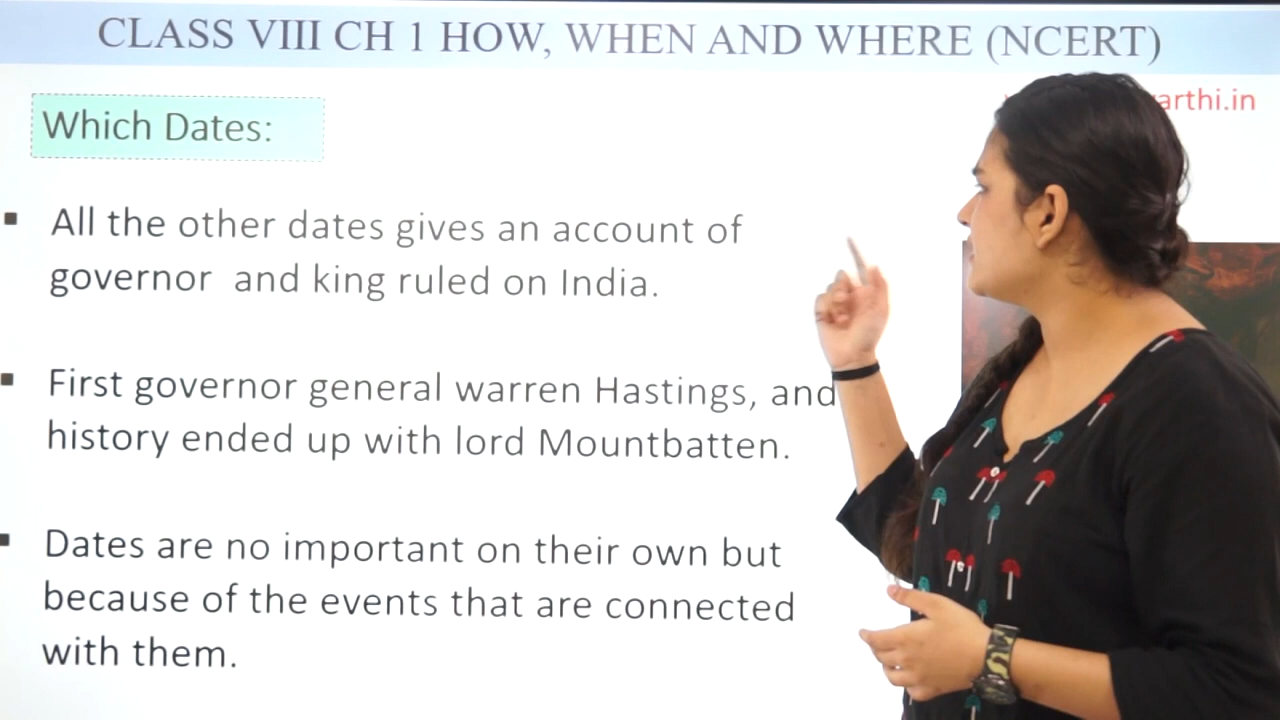 CLASS VIII CH 1 HOW, WHEN AND WHERE (NCERT)
arthi.in
Which Dates:
All the other dates gives an account of
governor and king ruled on India.
First governor general warren Hastings, and
history ended up with lord Mountbatten.
Dates are no important on their own but
because of the events that are connected
with them.